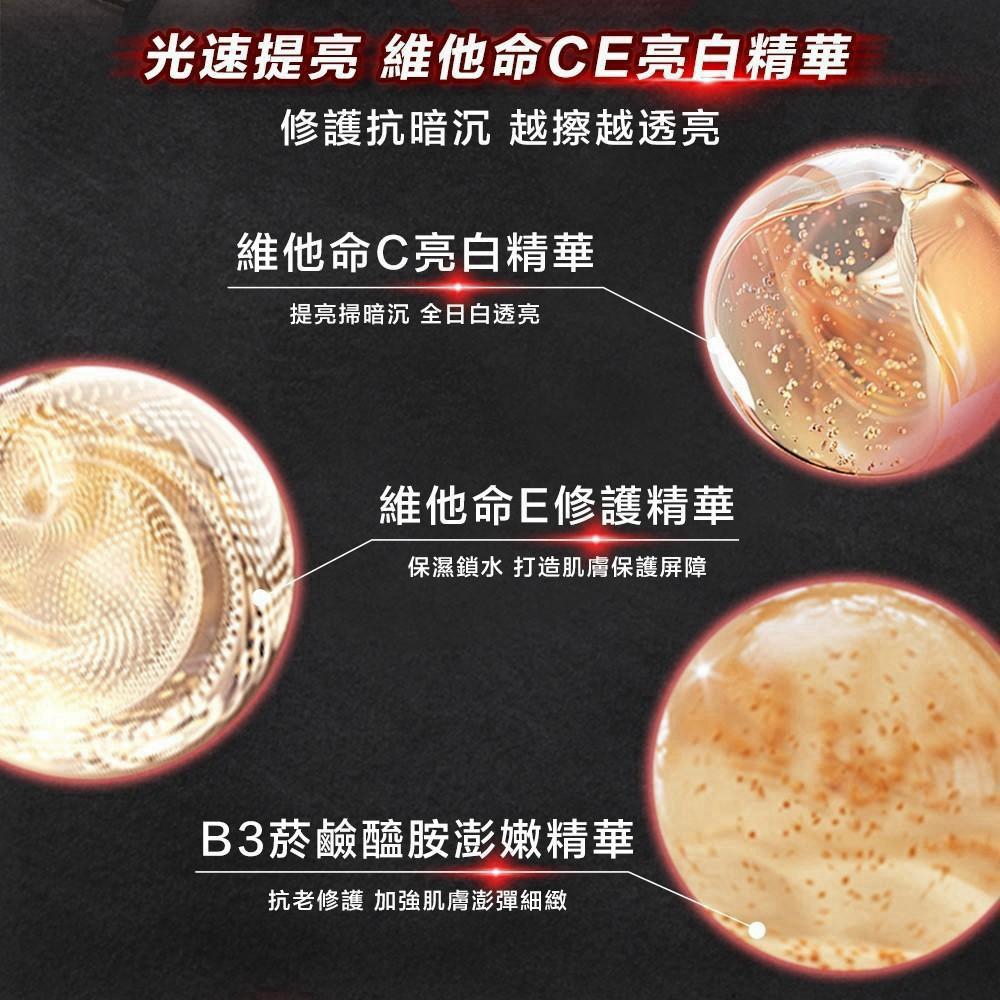 光速提亮 維他命CE亮白精華
修護抗暗沉 越擦越透亮
維他命C亮白精華
提亮掃暗沉 全日白透亮
維他命E修護精華
保濕鎖水 打造肌膚保護屏障
B3菸鹼醯胺澎嫩精華
抗老修護 加強肌膚澎彈細緻